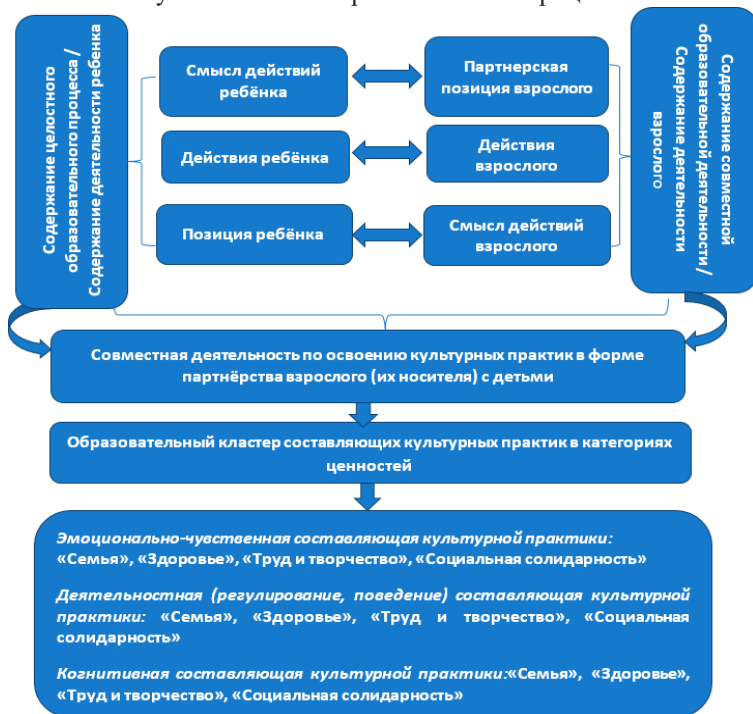 Содержание целостного
образовательного процесса /
Содержание деятельности ребенка
Смысл действий
ребёнка
Партнерская
позиция взрослого
Действия ребёнка
Действия
взрослого
Позиция ребёнка
Смысл действий
взрослого
Содержание совместной
образовательной деятельности/
Содержание деятельности
взрослого
Совместная деятельность по освоению культурных практик в форме
партнёрства взрослого (их носителя) с детьми
Образовательный кластер составляющих культурных практик в категориях
ценностей
Эмоционально-чувственная составляющая культурной практики:
«Семья», «Здоровье», «Труд и творчество», «Социальная солидарность»
Деятельностная (регулирование, поведение) составляющая культурной
практики: «Семья», «Здоровье», «Труд и творчество», «Социальная
солидарность»
Когнитивная составляющая культурной практики:«Семья», «Здоровье»,
«Труд и творчество», «Социальная солидарность»